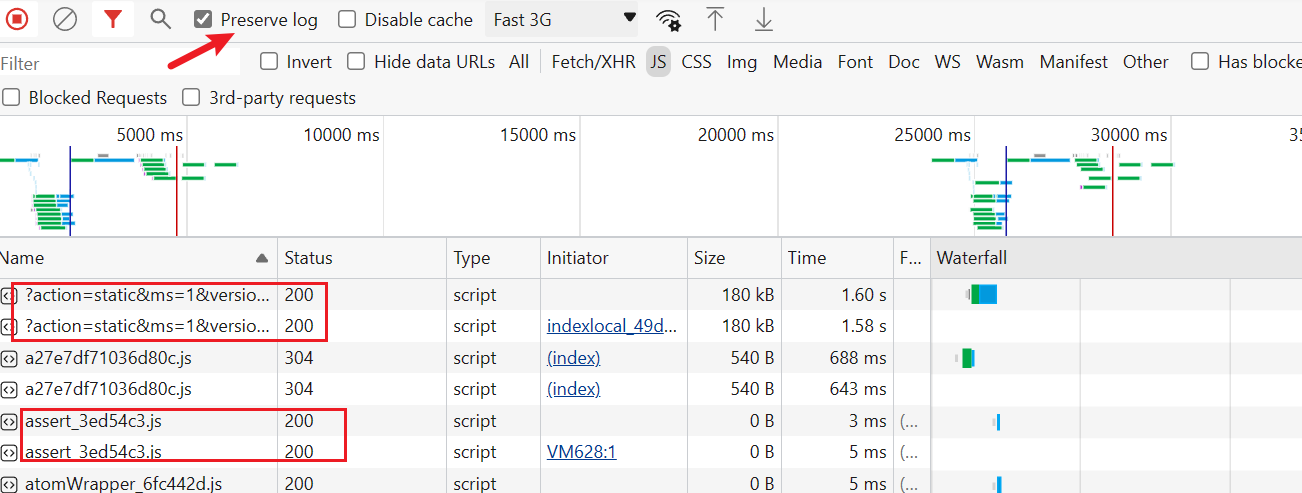 Preserve log Disable cache Fast 3G
Filter Invert Hide data URLs All Fetch/XHR JS CSS Img Media Font Doc WS Wasm Manifest Other Has blocke
Blocked Requests 3rd-party requests
5000 ms 10000 ms 15000 ms 20000 ms 25000 ms 30000 ms 35
Name Status Type Initiator Size Time F... Waterfall
?action=static&ms=1&versio... 200 script 180 kB 1.60 s
?action=static&ms=1&versio... 200 script indexlocal_49d... 180 kB 1.58 s
a27e7df71036d80c.js 304 script (index) 540 B 688 ms
a27e7df71036d80c.js 304 script (index) 540 B 643 ms
assert_3ed54c3.js 200 script 0 B 3 ms (...
assert_3ed54c3.js 200 script VM628:1 0 B 5 ms (...
atomWrapper_6fc442d.js 200 script 0 B 5 ms (...